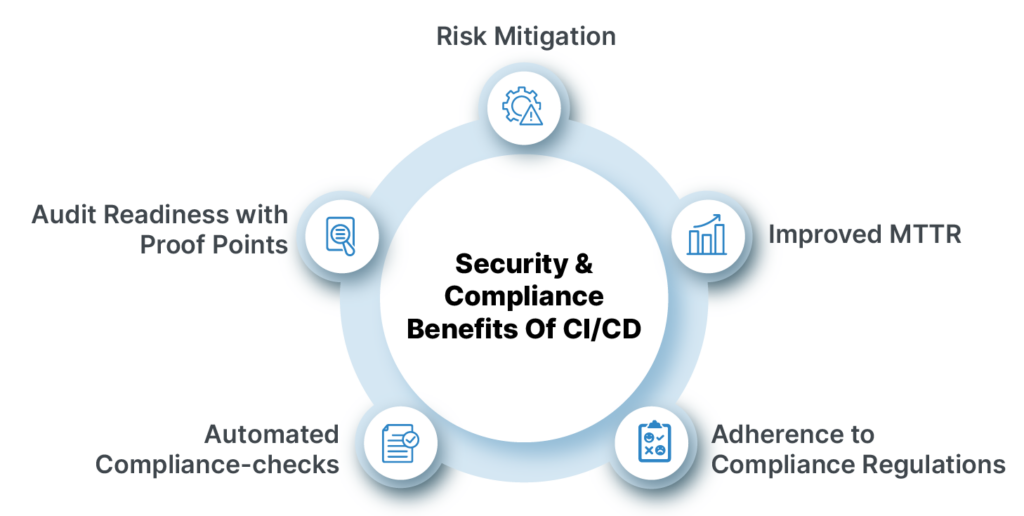 Risk Mitigation
Audit Readiness with
Proof Points
Improved MTTR
Security &
Compliance
Benefits Of CI/CD
Automated
Compliance-checks
Adherence to
Compliance Regulations